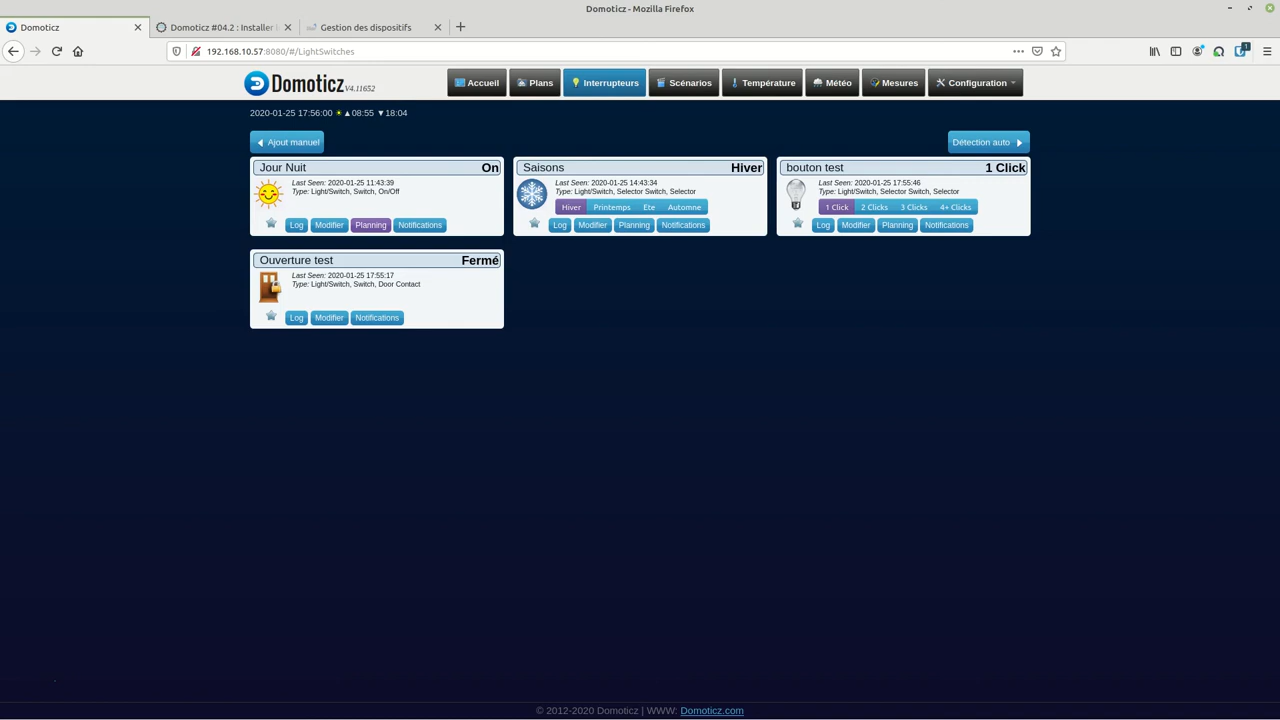 Domoticz - Mozilla Firefox
Domoticz
Domoticz #04.2 : Installer
Gestion des dispositifs
192.168.10.57:8080/#/LightSwitches
1
Domoticz V4.11652
Accueil
Plans
Interrupteurs
Scénarios
Température
Météo
Mesures
Configuration
2020-01-25 17:56:00 ☀▲08:55 ▼18:04
Ajout manuel
Détection auto
Jour Nuit On
Last Seen: 2020-01-25 11:43:39
Type: Light/Switch, Switch, On/Off
Log Modifier Planning Notifications
Saisons Hiver
Last Seen: 2020-01-25 14:43:34
Type: Light/Switch, Selector Switch, Selector
Hiver Printemps Ete Automne
Log Modifier Planning Notifications
bouton test 1 Click
Last Seen: 2020-01-25 17:55:46
Type: Light/Switch, Selector Switch, Selector
1 Click 2 Clicks 3 Clicks 4+ Clicks
Log Modifier Planning Notifications
Ouverture test Fermé
Last Seen: 2020-01-25 17:55:17
Type: Light/Switch, Switch, Door Contact
Log Modifier Notifications
© 2012-2020 Domoticz | WWW: Domoticz.com